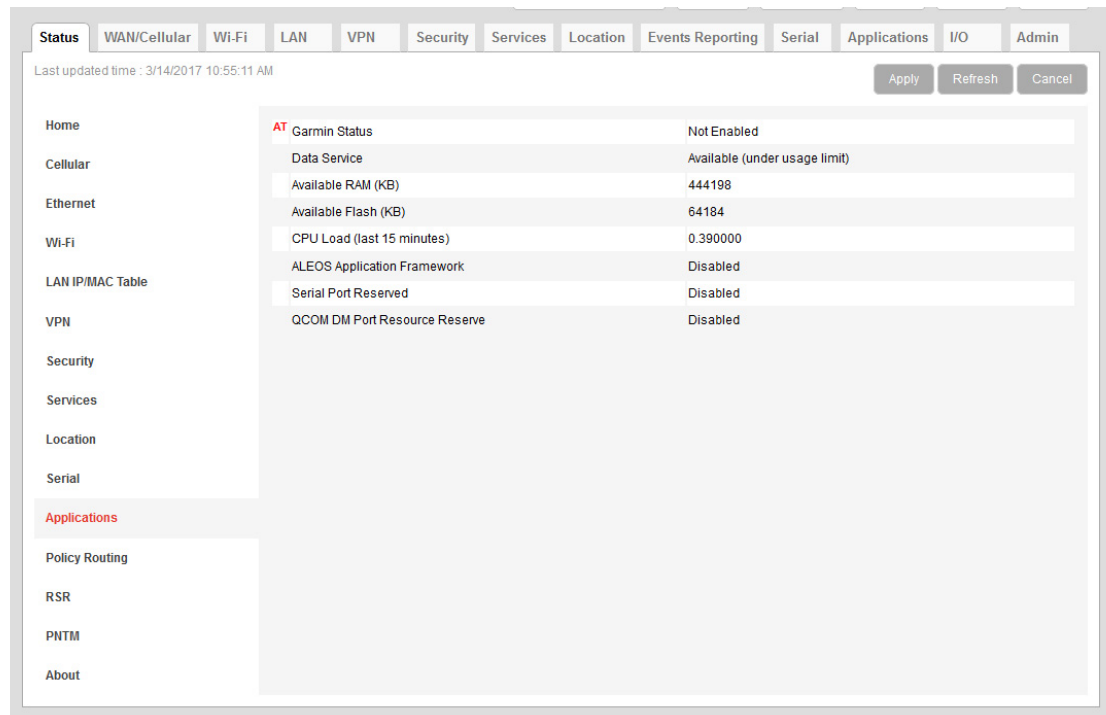 Status WAN/Cellular Wi-Fi LAN VPN Security Services Location Events Reporting Serial Applications I/O Admin
Last updated time : 3/14/2017 10:55:11 AM
Apply Refresh Cancel
Home
Cellular
Ethernet
Wi-Fi
LAN IP/MAC Table
VPN
Security
Services
Location
Serial
Applications
Policy Routing
RSR
PNTM
About
AT Garmin Status Not Enabled
Data Service Available (under usage limit)
Available RAM (KB) 444198
Available Flash (KB) 64184
CPU Load (last 15 minutes) 0.390000
ALEOS Application Framework Disabled
Serial Port Reserved Disabled
QCOM DM Port Resource Reserve Disabled